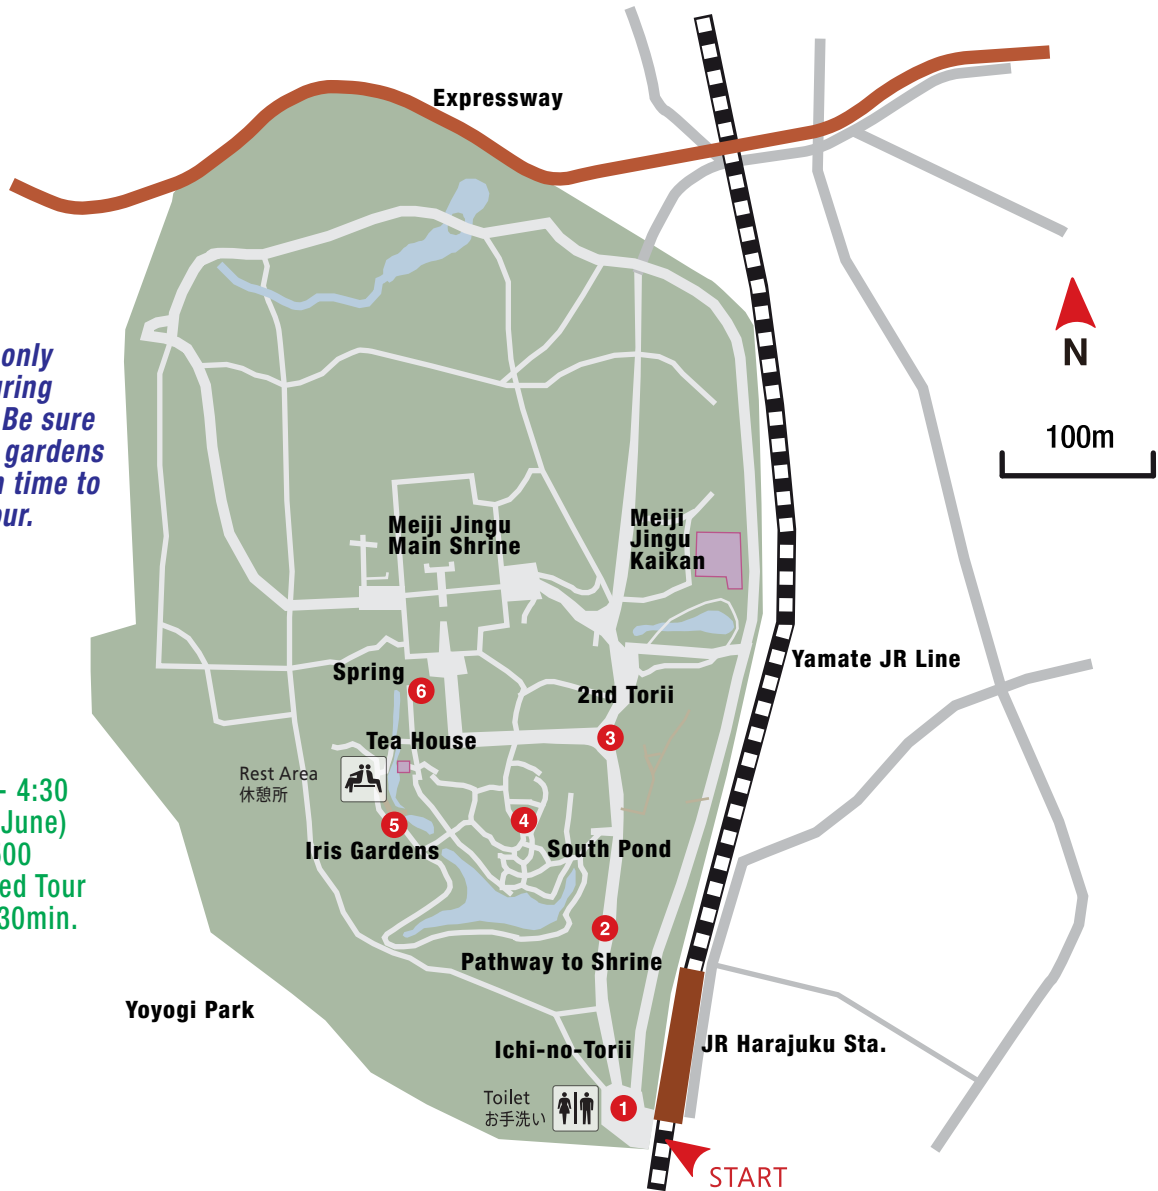 Expressway
only
uring
Be sure
gardens
n time to
our.
N
100m
Meiji Jingu
Main Shrine
Meiji
Jingu
Kaikan
Yamate JR Line
Spring
6
2nd Torii
3
Tea House
Rest Area
休憩所
5
4
Iris Gardens
South Pond
- 4:30
June)
500
ed Tour
30min.
2
Pathway to Shrine
Yoyogi Park
Ichi-no-Torii
JR Harajuku Sta.
Toilet
お手洗い
1
START